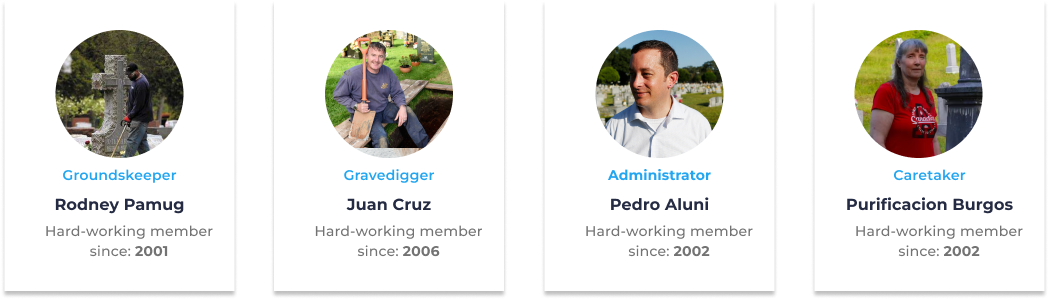 Groundskeeper
Rodney Pamug
Hard-working member
since: 2001
Gravedigger
Juan Cruz
Hard-working member
since: 2006
Administrator
Pedro Aluni
Hard-working member
since: 2002
Caretaker
Purificacion Burgos
Hard-working member
since: 2002